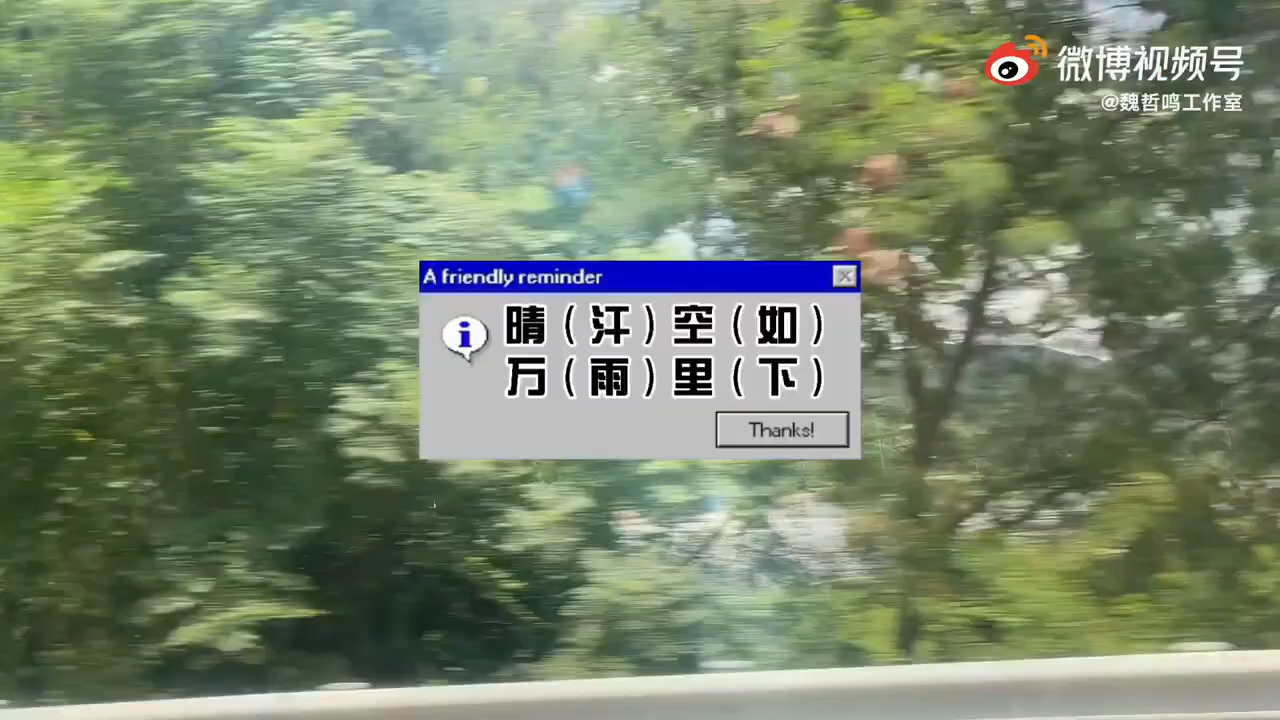 微博视频号
@魏哲鸣工作室
A friendly reminder
晴（汗）空（如）
万（雨）里（下）
Thanks!